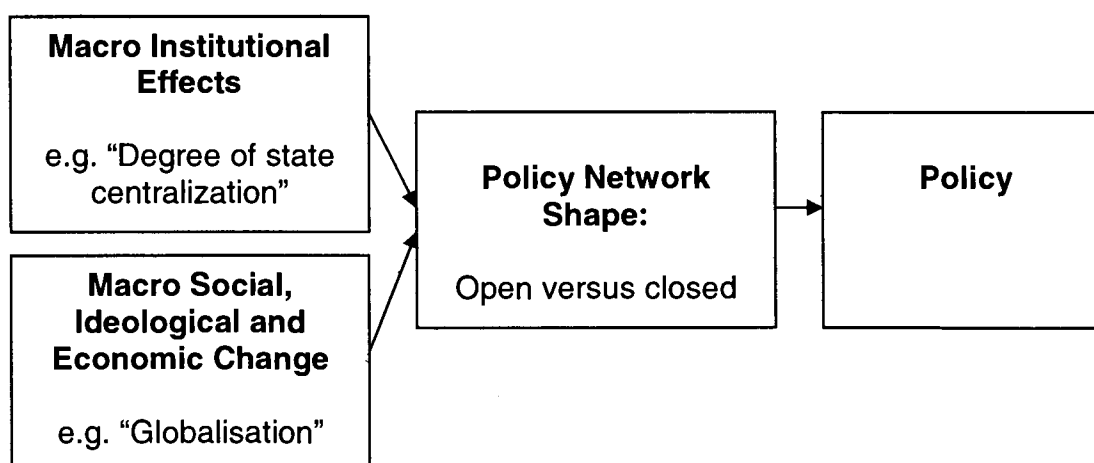 Macro Institutional
Effects
e.g. “Degree of state
centralization”
Macro Social,
Ideological and
Economic Change
e.g. “Globalisation”
Policy Network
Shape:
Open versus closed
Policy